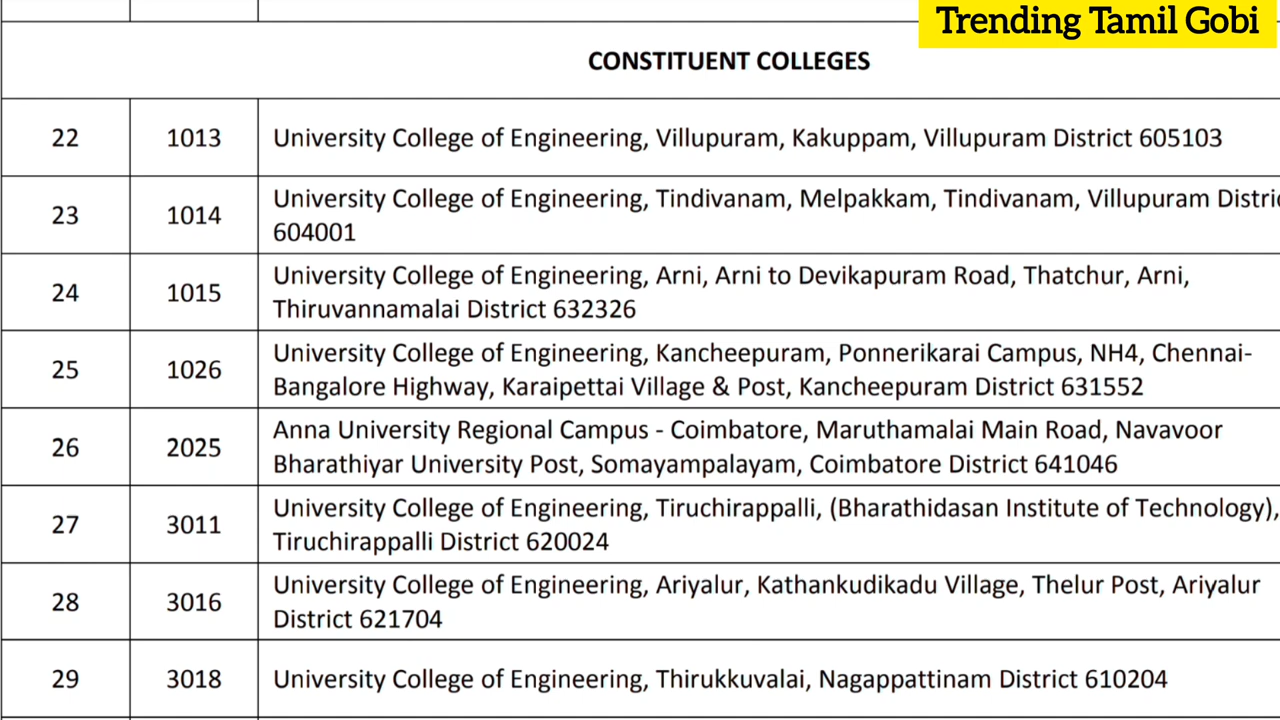 Trending Tamil Gobi
CONSTITUENT COLLEGES
22 1013 University College of Engineering, Villupuram, Kakuppam, Villupuram District 605103
23 1014 University College of Engineering, Tindivanam, Melpakkam, Tindivanam, Villupuram
604001
24 1015 University College of Engineering, Arni, Arni to Devikapuram Road, Thatchur, Arni,
Thiruvannamalai District 632326
25 1026 University College of Engineering, Kancheepuram, Ponnerikarai Campus, NH4, Chennai-
Bangalore Highway, Karaipettai Village & Post, Kancheepuram District 631552
26 2025 Anna University Regional Campus - Coimbatore, Maruthamalai Main Road, Navavoor
Bharathiyar University Post, Somayampalayam, Coimbatore District 641046
27 3011 University College of Engineering, Tiruchirappalli, (Bharathidasan Institute of Technology),
Tiruchirappalli District 620024
28 3016 University College of Engineering, Ariyalur, Kathankudikadu Village, Thelur Post, Ariyalur
District 621704
29 3018 University College of Engineering, Thirukkuvalai, Nagappattinam District 610204